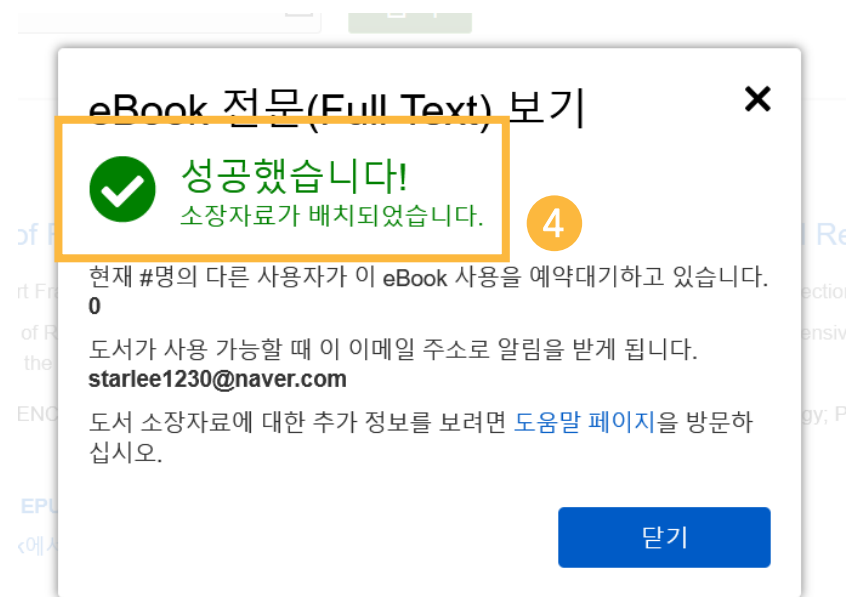 eBook 전문(Full Text) 보기
성공했습니다!
소장자료가 배치되었습니다.
4
현재 #명의 다른 사용자가 이 eBook 사용을 예약대기하고 있습니다.
0
도서가 사용 가능할 때 이 이메일 주소로 알림을 받게 됩니다.
starlee1230@naver.com
도서 소장자료에 대한 추가 정보를 보려면 도움말 페이지을 방문하
십시오.
닫기